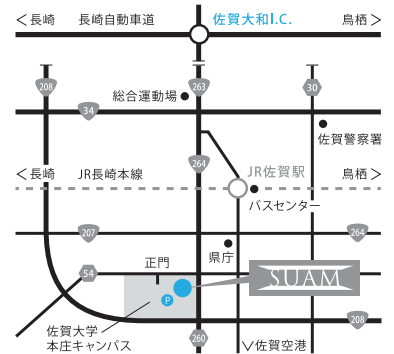 ＜長崎 長崎自動車道 佐賀大和I.C. 鳥栖＞
208 263 30
総合運動場
34
佐賀警察署
264
＜長崎 JR長崎本線 JR佐賀駅 鳥栖＞
バスセンター
207 264
県庁
正門
54
SUAM
P
佐賀大学
本庄キャンパス
208
260
＞佐賀空港